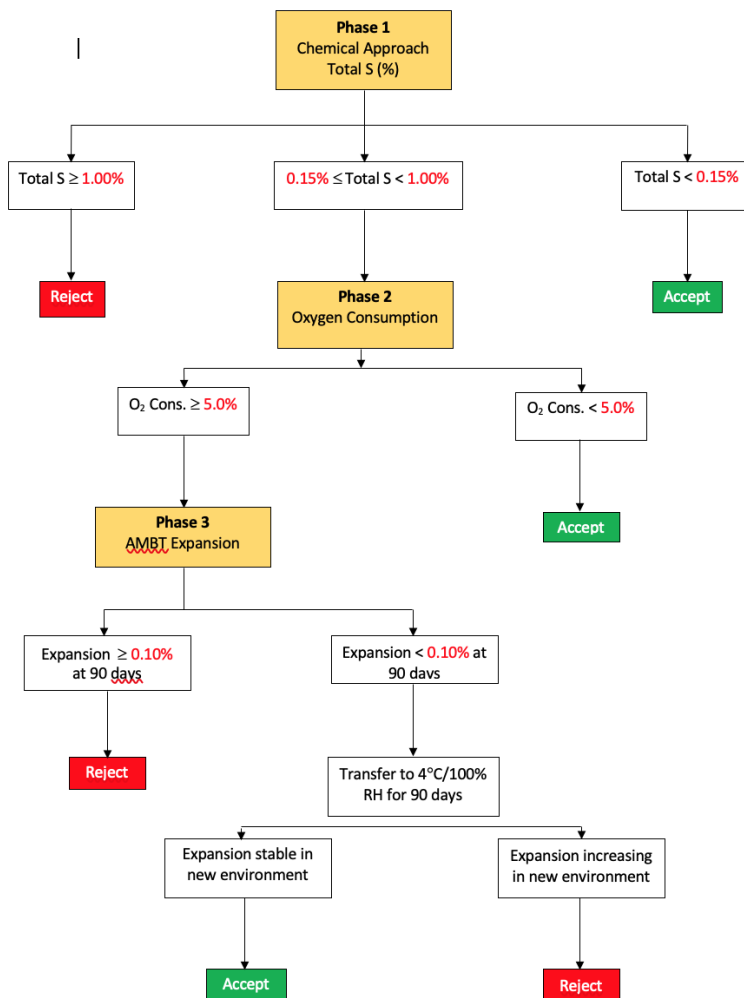 Phase 1
Chemical Approach
Total S (%)
Total S ≥ 1.00%
0.15% ≤ Total S < 1.00%
Total S < 0.15%
Reject
Phase 2
Oxygen Consumption
Accept
O₂ Cons. ≥ 5.0%
O₂ Cons. < 5.0%
Phase 3
AMBT Expansion
Accept
Expansion ≥ 0.10%
at 90 days
Expansion < 0.10% at
90 days
Reject
Transfer to 4°C/100%
RH for 90 days
Expansion stable in
new environment
Expansion increasing
in new environment
Accept
Reject